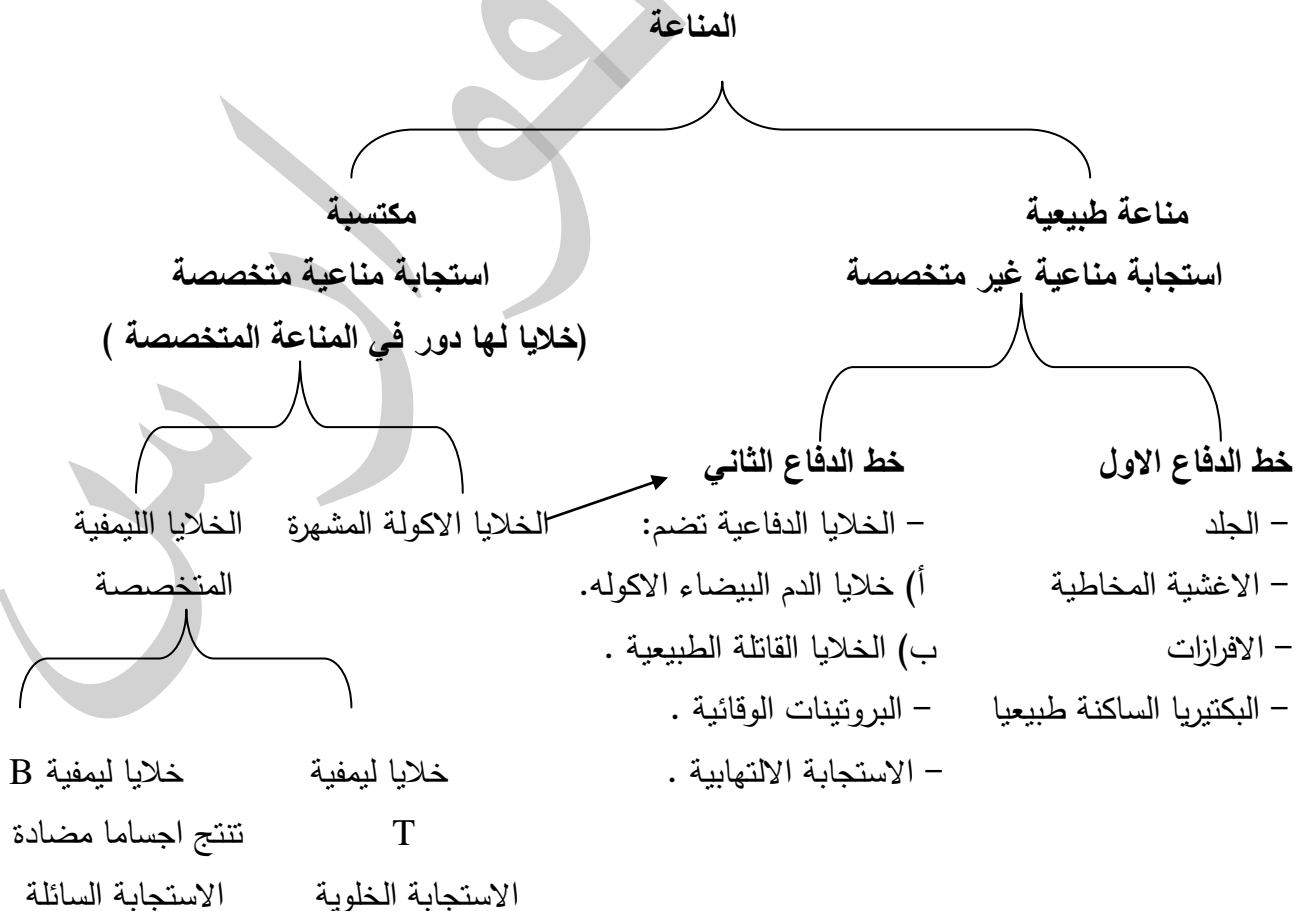 المناعة
مناعة طبيعية
استجابة مناعية غير متخصصة
مكتسبة
استجابة مناعية متخصصة
(خلايا لها دور في المناعة المتخصصة )
خط الدفاع الاول
– الجلد
– الاغشية المخاطية
– الافرازات
– البكتيريا الساكنة طبيعيا
خط الدفاع الثاني
– الخلايا الدفاعية تضم:
أ) خلايا الدم البيضاء الاكوله.
ب) الخلايا القاتلة الطبيعية .
– البروتينات الوقائية .
– الاستجابة الالتهابية .
الخلايا الاكولة المشهرة
الخلايا الليمفية
المتخصصة
خلايا ليمفية
T
الاستجابة الخلوية
خلايا ليمفية B
تنتج اجساما مضادة
الاستجابة السائلة